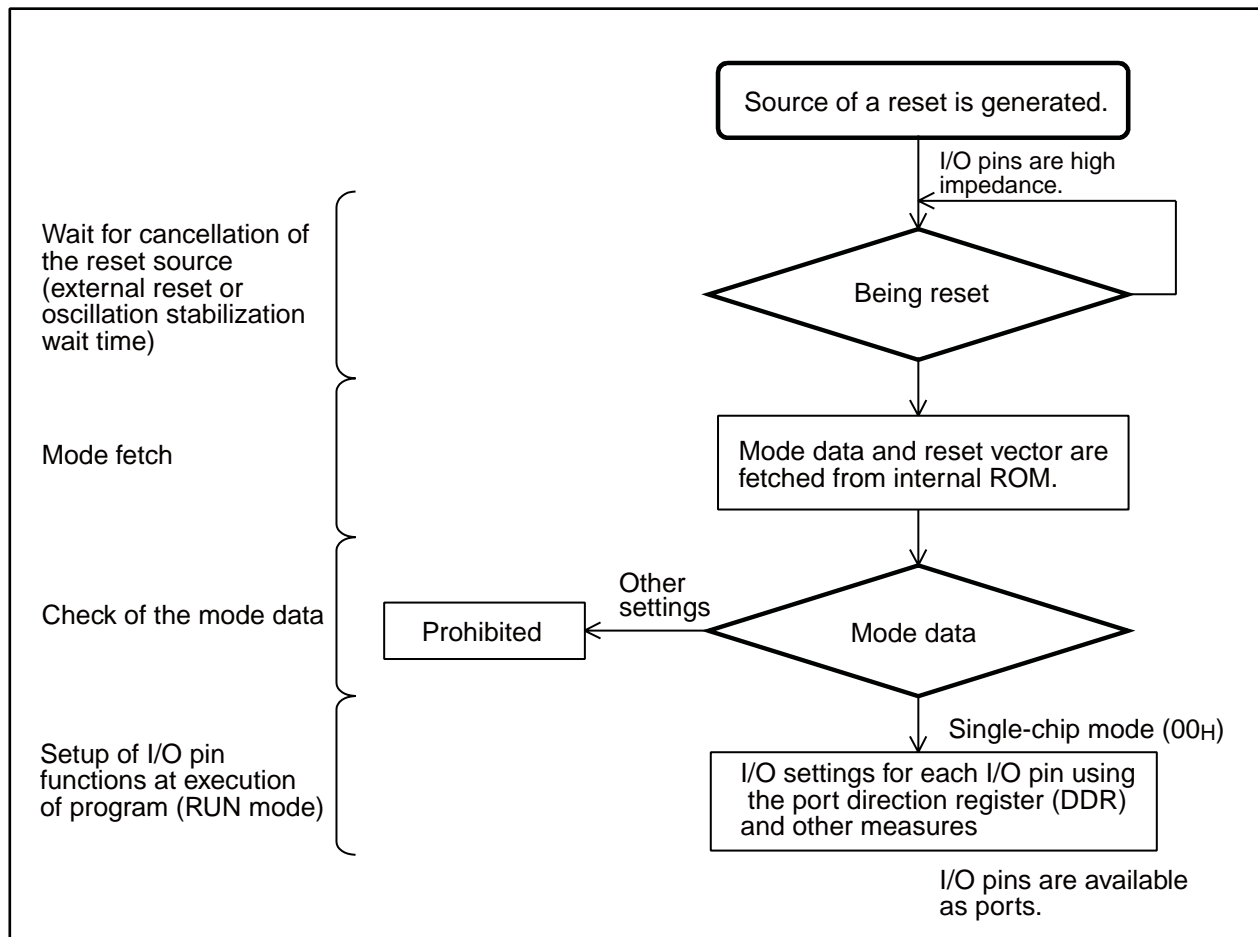 Source of a reset is generated.
I/O pins are high
impedance.
Wait for cancellation of
the reset source
(external reset or
oscillation stabilization
wait time)
Being reset
Mode fetch
Mode data and reset vector are
fetched from internal ROM.
Other
settings
Check of the mode data
Prohibited
Mode data
Single-chip mode (00H)
Setup of I/O pin
functions at execution
of program (RUN mode)
I/O settings for each I/O pin using
the port direction register (DDR)
and other measures
I/O pins are available
as ports.